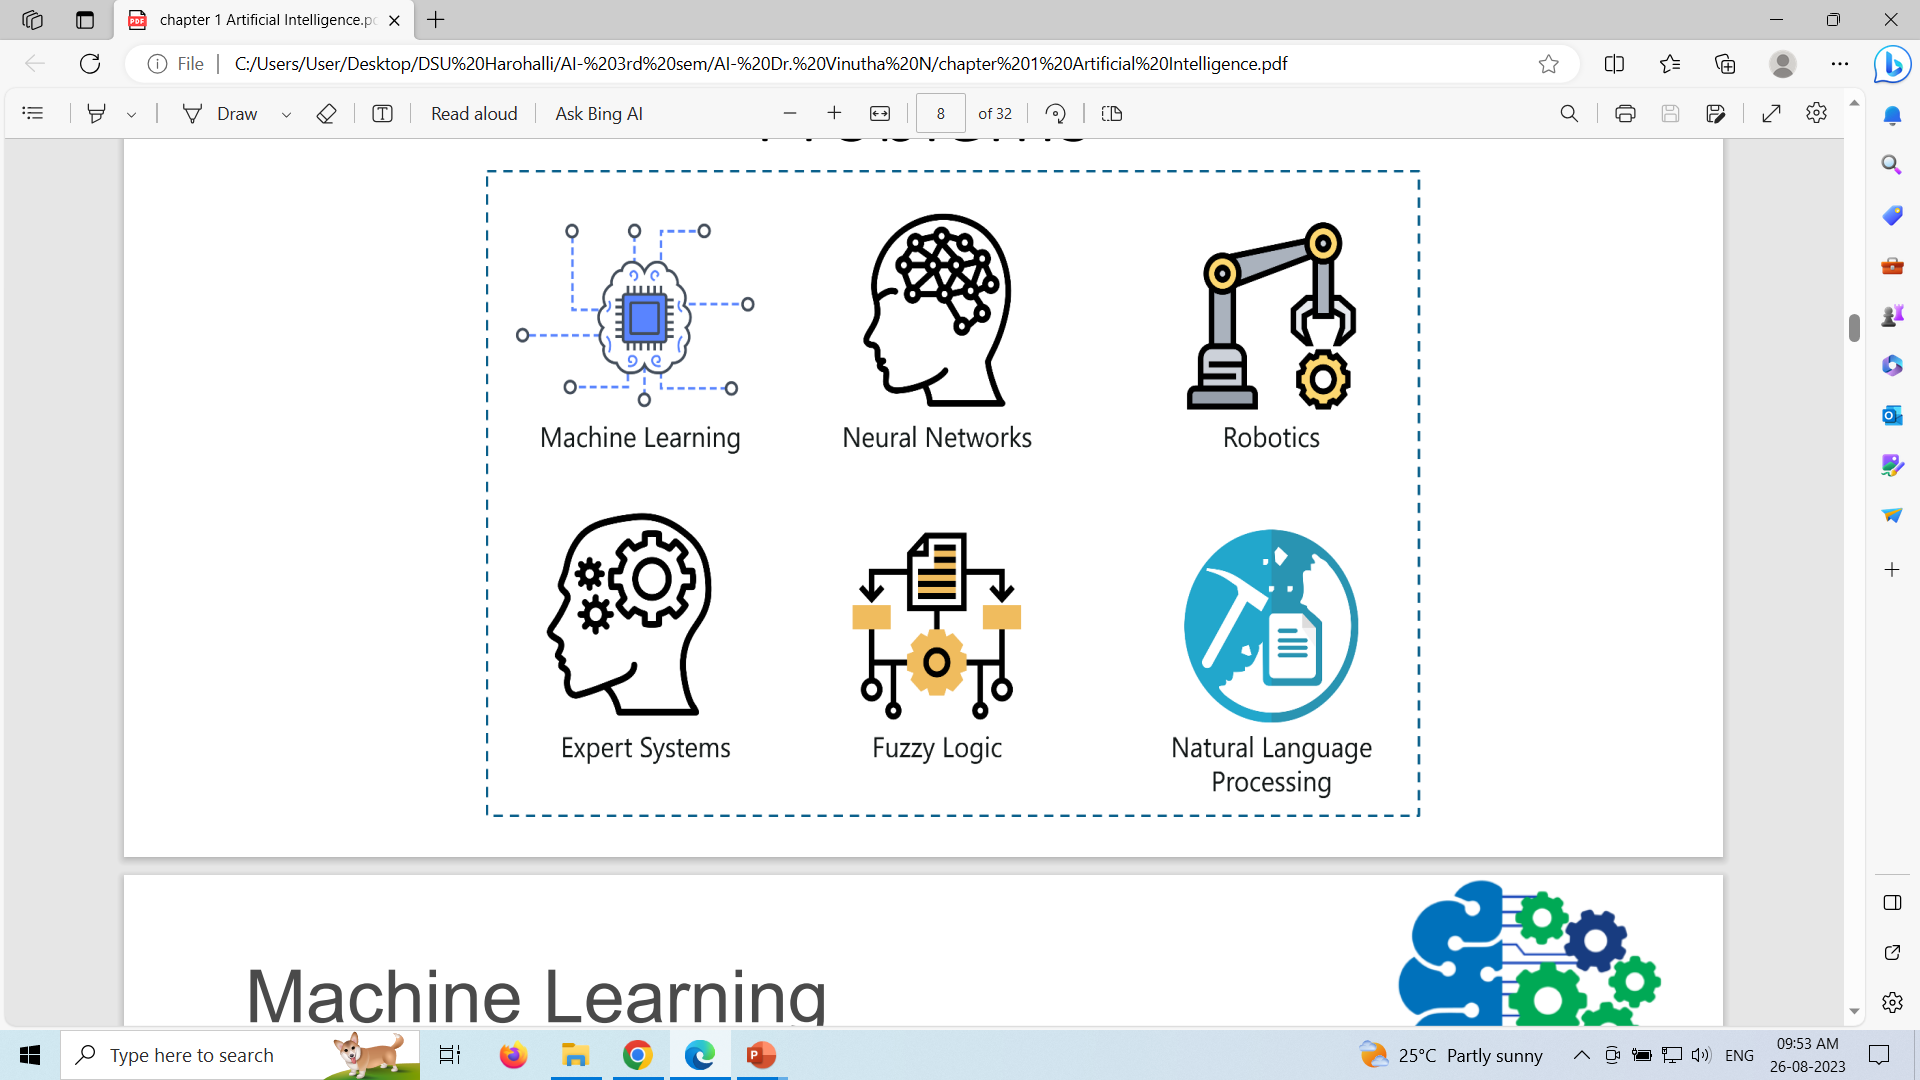 chapter 1 Artificial Intelligence.p
File
C:/Users/User/Desktop/DSU%20Harohalli/AI-%203rd%20sem/AI-%20Dr.%20Vinutha%20N/chapter%201%20Artificial%20Intelligence.pdf
Draw
Read aloud
Ask Bing AI
8
of 32
Problems
Machine Learning
Neural Networks
Robotics
Expert Systems
Fuzzy Logic
Natural Language
Processing
Machine Learning
Type here to search
25°C Partly sunny
ENG
09:53 AM
26-08-2023